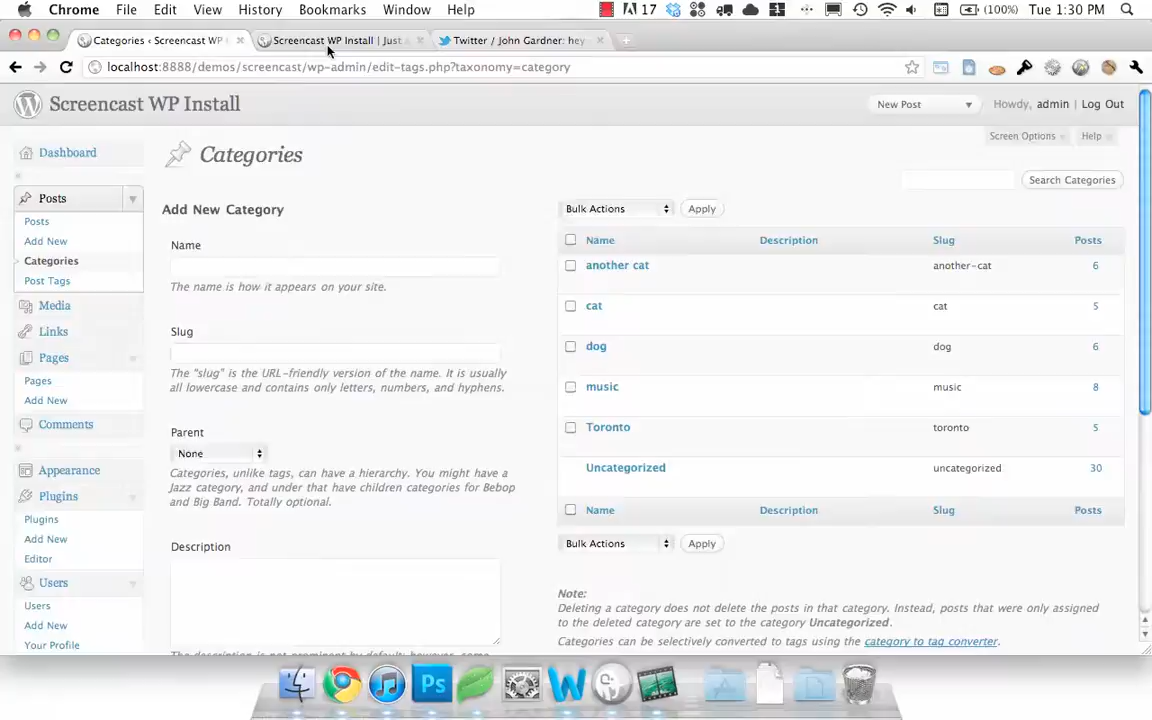 Chrome File Edit View History Bookmarks Window Help 17 (100%) Tue 1:30 PM
Categories ‹ Screencast WP Screencast WP Install | Just Twitter / John Gardner: hey
localhost:8888/demos/screencast/wp-admin/edit-tags.php?taxonomy=category
Screencast WP Install New Post Howdy, admin | Log Out
Screen Options Help
Dashboard
Posts
Posts
Add New
Categories
Post Tags
Media
Links
Pages
Pages
Add New
Comments
Appearance
Plugins
Plugins
Add New
Editor
Users
Users
Add New
Your Profile
Categories
Search Categories
Add New Category
Name
The name is how it appears on your site.
Slug
The "slug" is the URL-friendly version of the name. It is usually
all lowercase and contains only letters, numbers, and hyphens.
Parent
None
Categories, unlike tags, can have a hierarchy. You might have a
Jazz category, and under that have children categories for Bebop
and Big Band. Totally optional.
Description
The description is not prominent by default; however, some
Bulk Actions Apply
Name Description Slug Posts
another cat another-cat 6
cat cat 5
dog dog 6
music music 8
Toronto toronto 5
Uncategorized uncategorized 30
Name Description Slug Posts
Bulk Actions Apply
Note:
Deleting a category does not delete the posts in that category. Instead, posts that were only assigned
to the deleted category are set to the category Uncategorized.
Categories can be selectively converted to tags using the category to tag converter.
Ps W